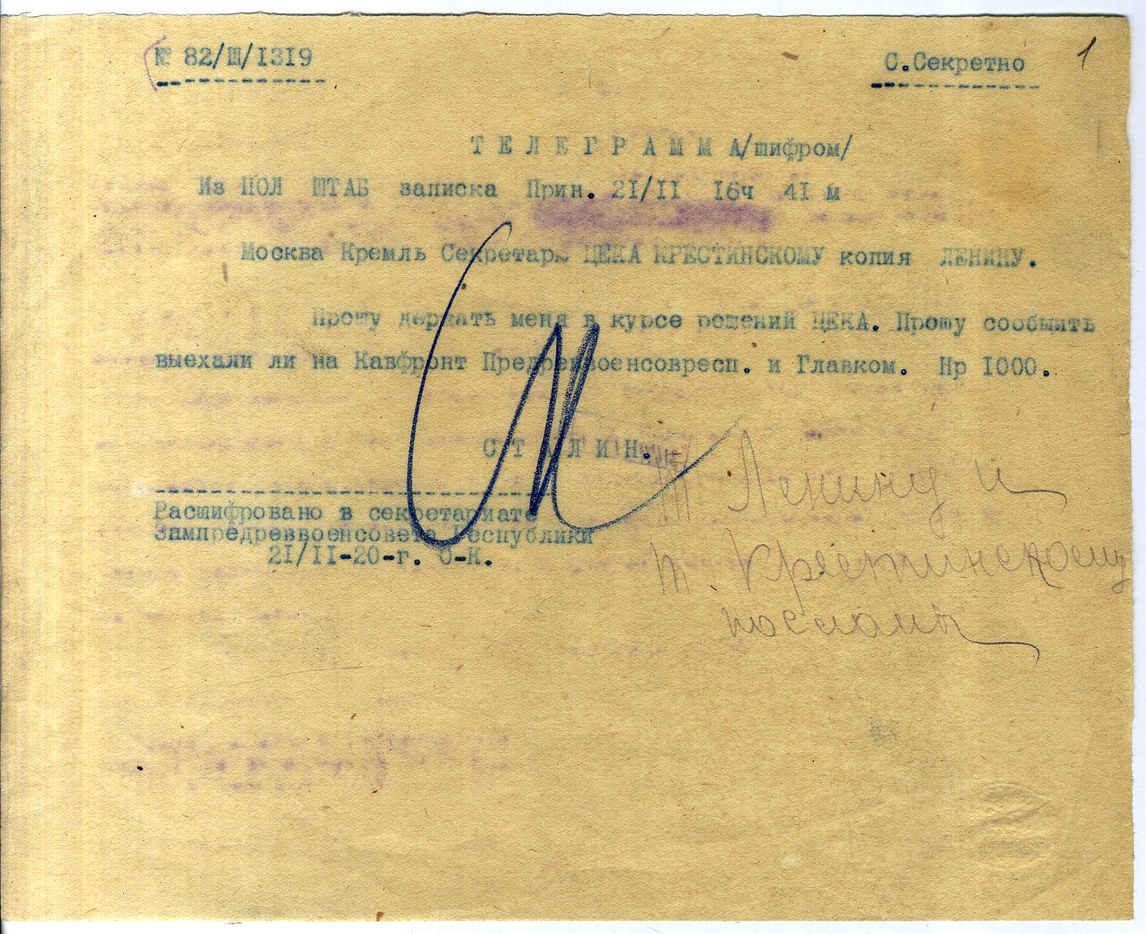 № 82/Ш/1319
С.Секретно
1
Т Е Л Е Г Р А М М А/шифром/
Из ПОЛ ШТАБ записка Прин. 21/II 16ч 41 м
Москва Кремль Секретарь ЦЕКА КРЕСТИНСКОМУ копия ЛЕНИНУ.
Прошу держать меня в курсе решений ЦЕКА. Прошу сообщить
выехали ли на Кавфронт Предреввоенсовресп. и Главком. Нр 1000.
С Т А Л И Н.
Расшифровано в секретариате
Зампредреввоенсовета Республики
21/II-20-г. С-К.
т Ленину и
т. Крестинскому
посланы